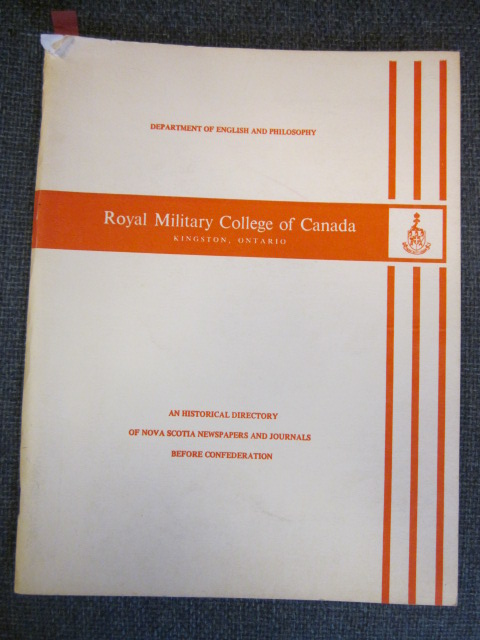 DEPARTMENT OF ENGLISH AND PHILOSOPHY
Royal Military College of Canada
KINGSTON, ONTARIO
AN HISTORICAL DIRECTORY
OF NOVA SCOTIA NEWSPAPERS AND JOURNALS
BEFORE CONFEDERATION